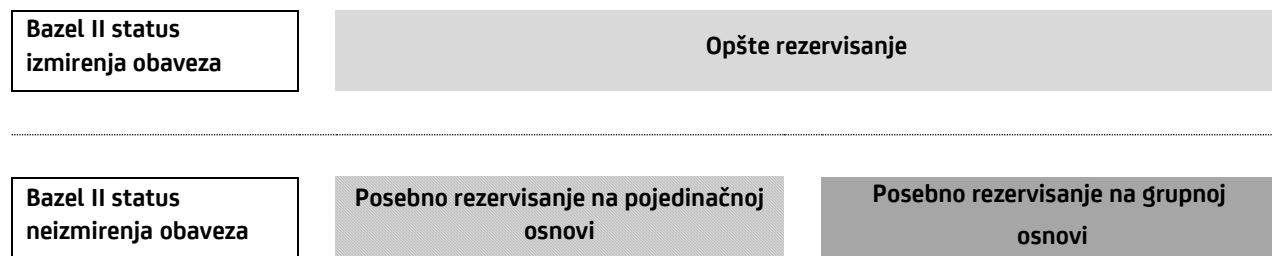 Bazel II status
izmirenja obaveza
Opšte rezervisanje
Bazel II status
neizmirenja obaveza
Posebno rezervisanje na pojedinačnoj
osnovi
Posebno rezervisanje na grupnoj
osnovi